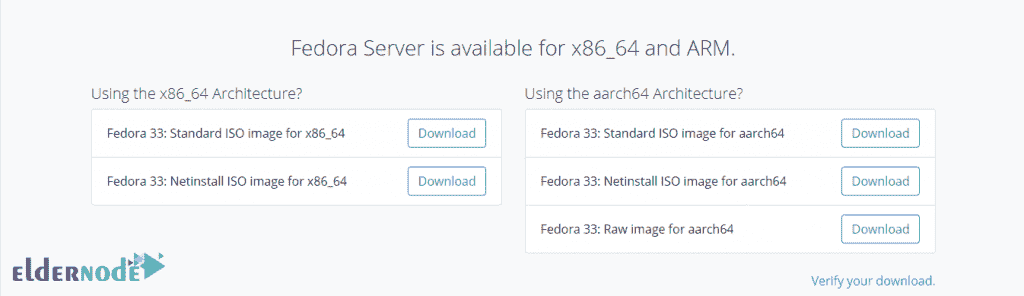 Fedora Server is available for x86_64 and ARM.
Using the x86_64 Architecture?
Fedora 33: Standard ISO image for x86_64
Download
Fedora 33: Netinstall ISO image for x86_64
Download
Using the aarch64 Architecture?
Fedora 33: Standard ISO image for aarch64
Download
Fedora 33: Netinstall ISO image for aarch64
Download
Fedora 33: Raw image for aarch64
Download
Verify your download.
eldernode